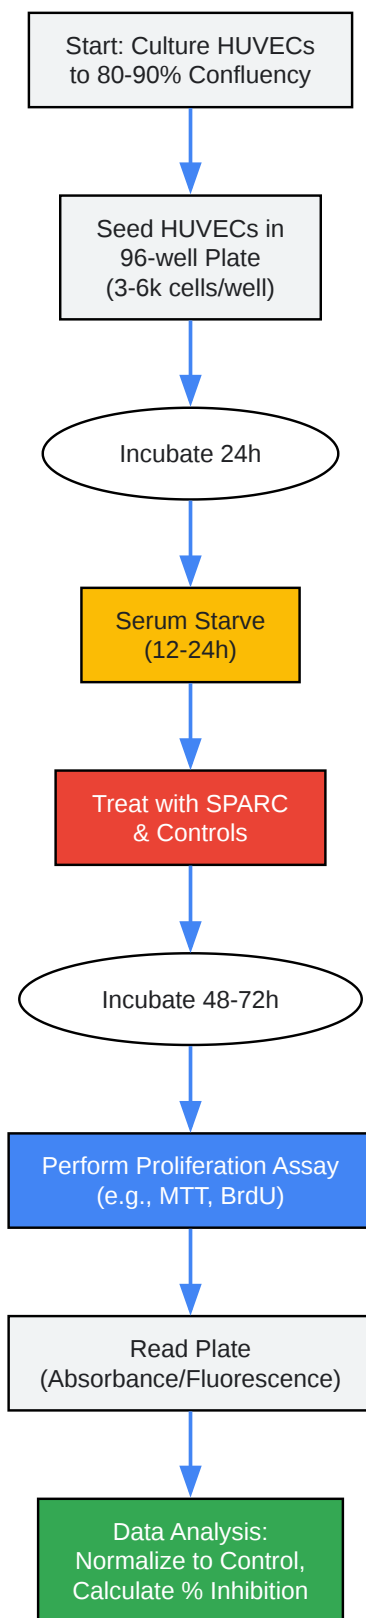 Start: Culture HUVECs
to 80-90% Confluency
Seed HUVECs in
96-well Plate
(3-6k cells/well)
Incubate 24h
Serum Starve
(12-24h)
Treat with SPARC
& Controls
Incubate 48-72h
Perform Proliferation Assay
(e.g., MTT, BrdU)
Read Plate
(Absorbance/Fluorescence)
Data Analysis:
Normalize to Control,
Calculate % Inhibition